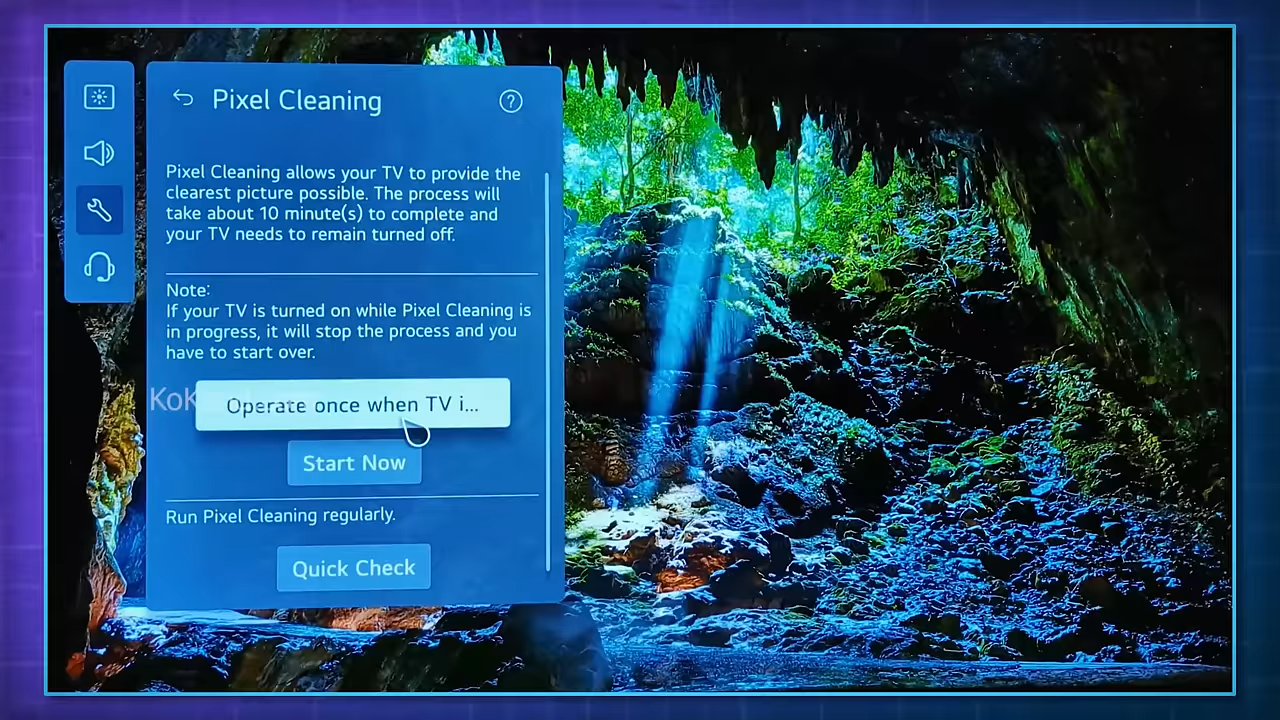 Pixel Cleaning
?
Pixel Cleaning allows your TV to provide the
clearest picture possible. The process will
take about 10 minute(s) to complete and
your TV needs to remain turned off.
Note:
If your TV is turned on while Pixel Cleaning is
in progress, it will stop the process and you
have to start over.
Operate once when TV i...
Start Now
Run Pixel Cleaning regularly.
Quick Check